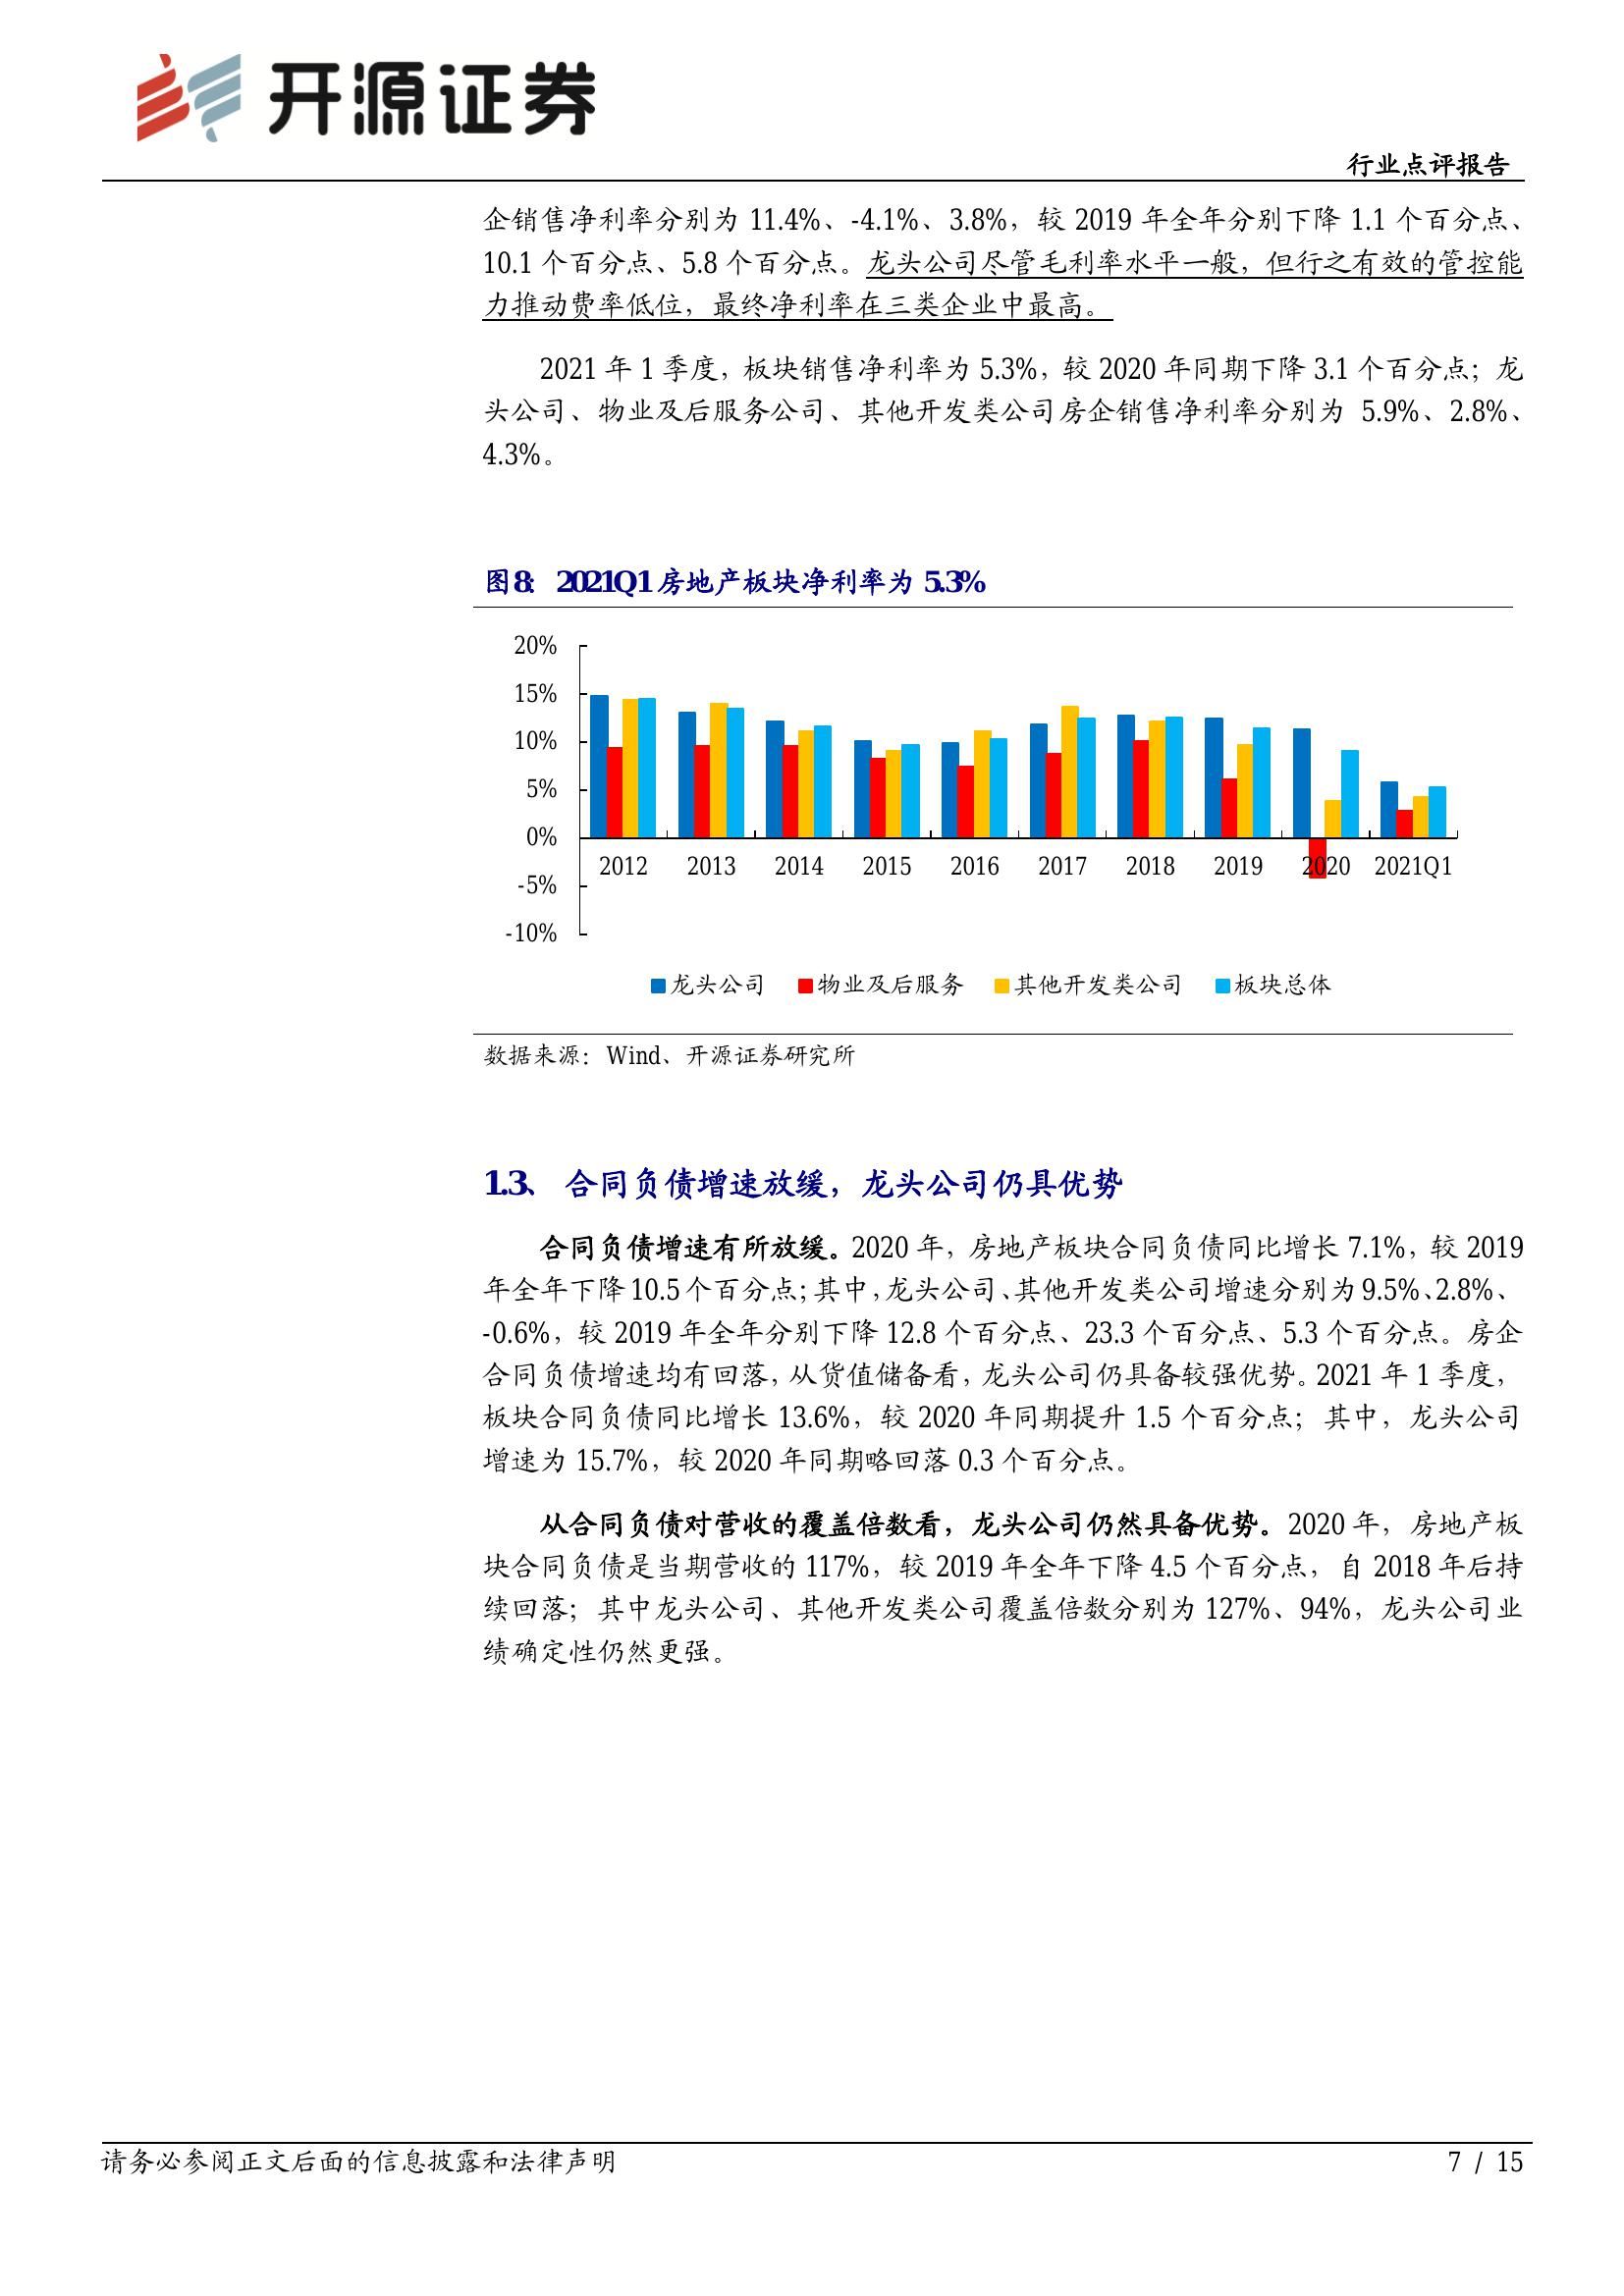 开源证券
行业点评报告
企销售净利率分别为 11.4%、-4.1%、3.8%，较 2019 年全年分别下降 1.1 个百分点、
10.1 个百分点、5.8 个百分点。龙头公司尽管毛利率水平一般，但行之有效的管控能
力推动费率低位，最终净利率在三类企业中最高。
2021 年 1 季度，板块销售净利率为 5.3%，较 2020 年同期下降 3.1 个百分点；龙
头公司、物业及后服务公司、其他开发类公司房企销售净利率分别为 5.9%、2.8%、
4.3%。
图8： 2021Q1 房地产板块净利率为 5.3%
20%
15%
10%
5%
0%
-5%
-10%
2012 2013 2014 2015 2016 2017 2018 2019 2020 2021Q1
龙头公司 物业及后服务 其他开发类公司 板块总体
数据来源：Wind、开源证券研究所
1.3、 合同负债增速放缓，龙头公司仍具优势
合同负债增速有所放缓。2020 年，房地产板块合同负债同比增长 7.1%，较 2019
年全年下降 10.5 个百分点；其中，龙头公司、其他开发类公司增速分别为 9.5%、2.8%、
-0.6%，较 2019 年全年分别下降 12.8 个百分点、23.3 个百分点、5.3 个百分点。房企
合同负债增速均有回落，从货值储备看，龙头公司仍具备较强优势。2021 年 1 季度，
板块合同负债同比增长 13.6%，较 2020 年同期提升 1.5 个百分点；其中，龙头公司
增速为 15.7%，较 2020 年同期略回落 0.3 个百分点。
从合同负债对营收的覆盖倍数看，龙头公司仍然具备优势。2020 年，房地产板
块合同负债是当期营收的 117%，较 2019 年全年下降 4.5 个百分点，自 2018 年后持
续回落；其中龙头公司、其他开发类公司覆盖倍数分别为 127%、94%，龙头公司业
绩确定性仍然更强。
请务必参阅正文后面的信息披露和法律声明
7 / 15